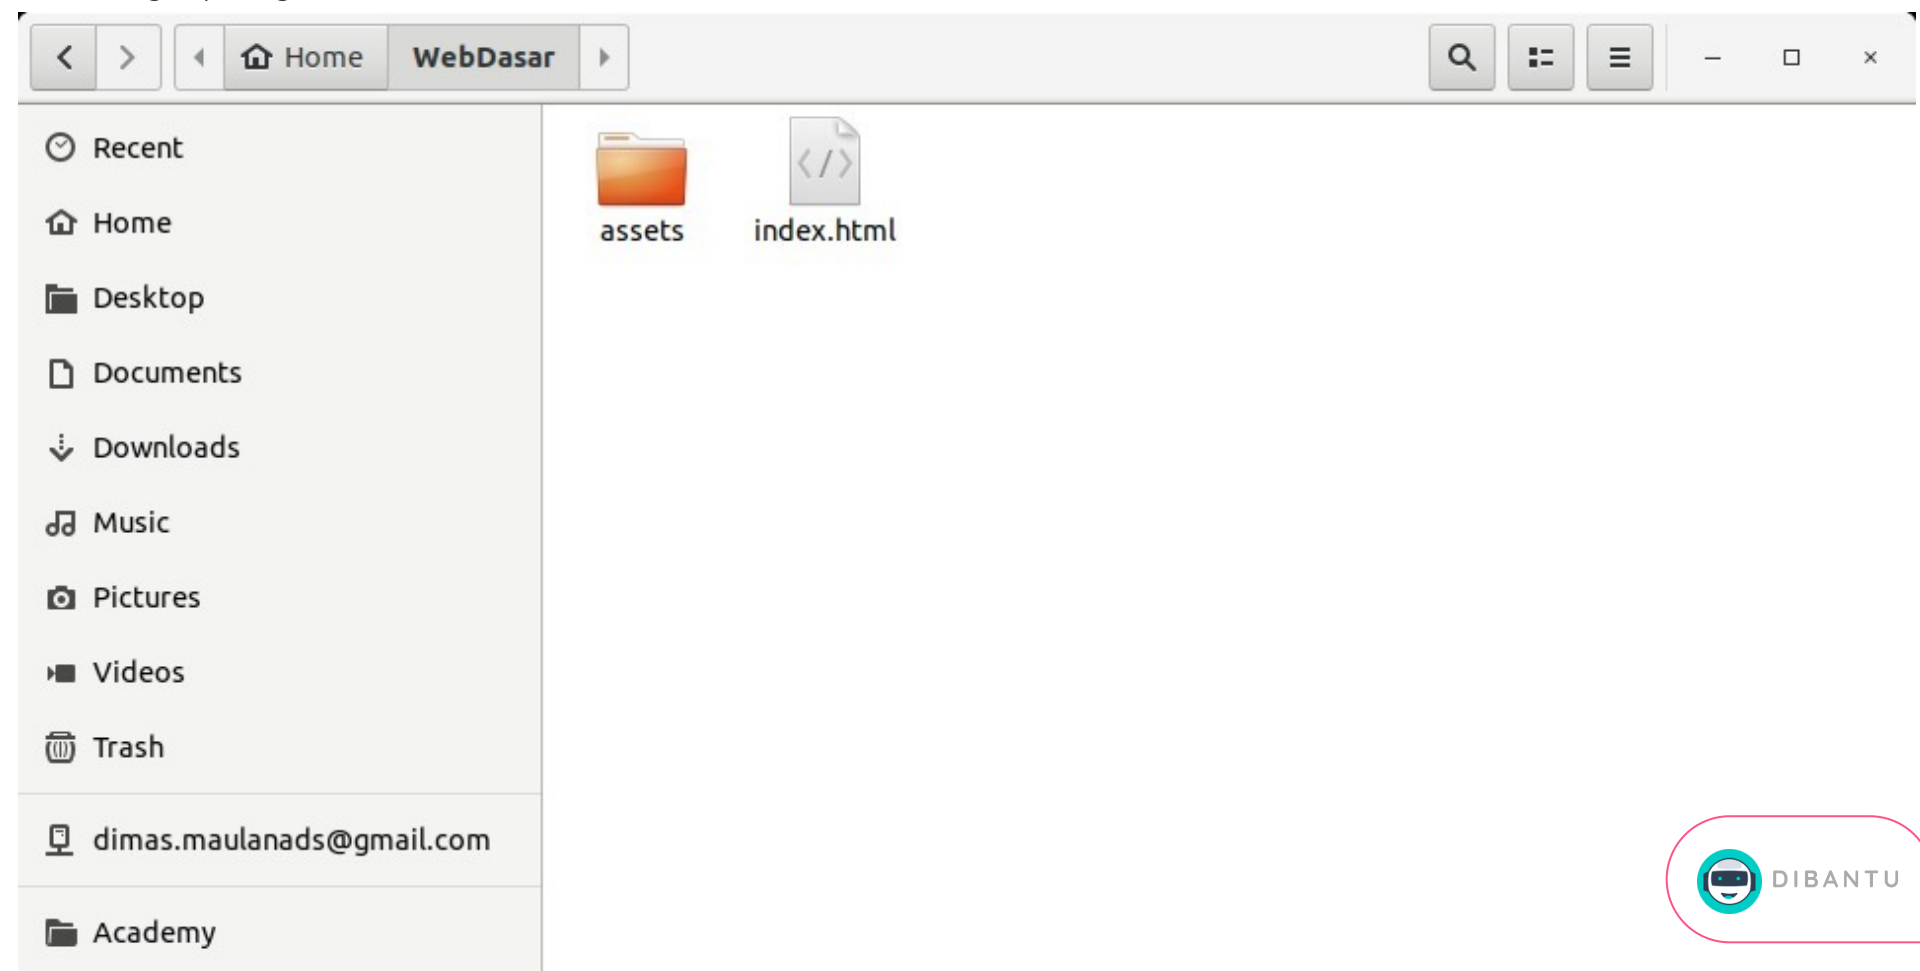 Home WebDasar
Recent
Home
Desktop
Documents
Downloads
Music
Pictures
Videos
Trash
dimas.maulanads@gmail.com
Academy
assets index.html
</>
DIBANTU